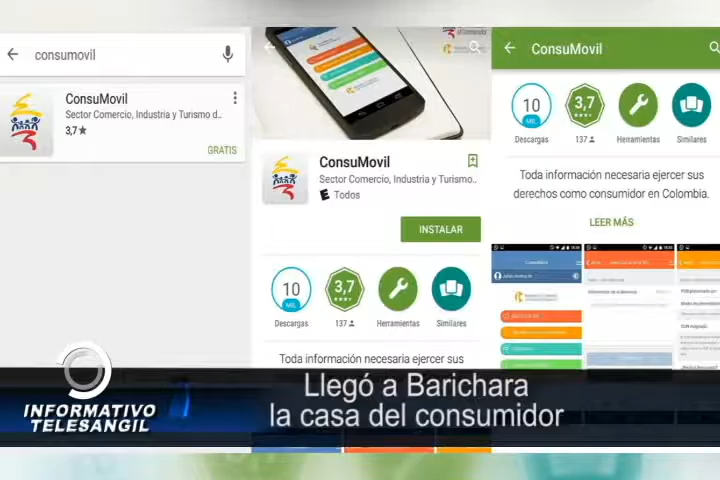 consumovil
ConsuMovil
Sector Comercio, Industria y Turismo d..
3,7★
GRATIS
ConsuMovil
Sector Comercio, Industria y Turismo..
E Todos
INSTALAR
10
MIL
3,7
Descargas
137
Herramientas
Similares
Toda información necesaria ejercer sus
ConsuMovil
10
MIL
3,7
Descargas
137
Herramientas
Similares
Toda información necesaria ejercer sus
derechos como consumidor en Colombia.
LEER MÁS
ConsuMovil
INFORMATIVO
TELESANGIL
Llegó a Barichara
la casa del consumidor